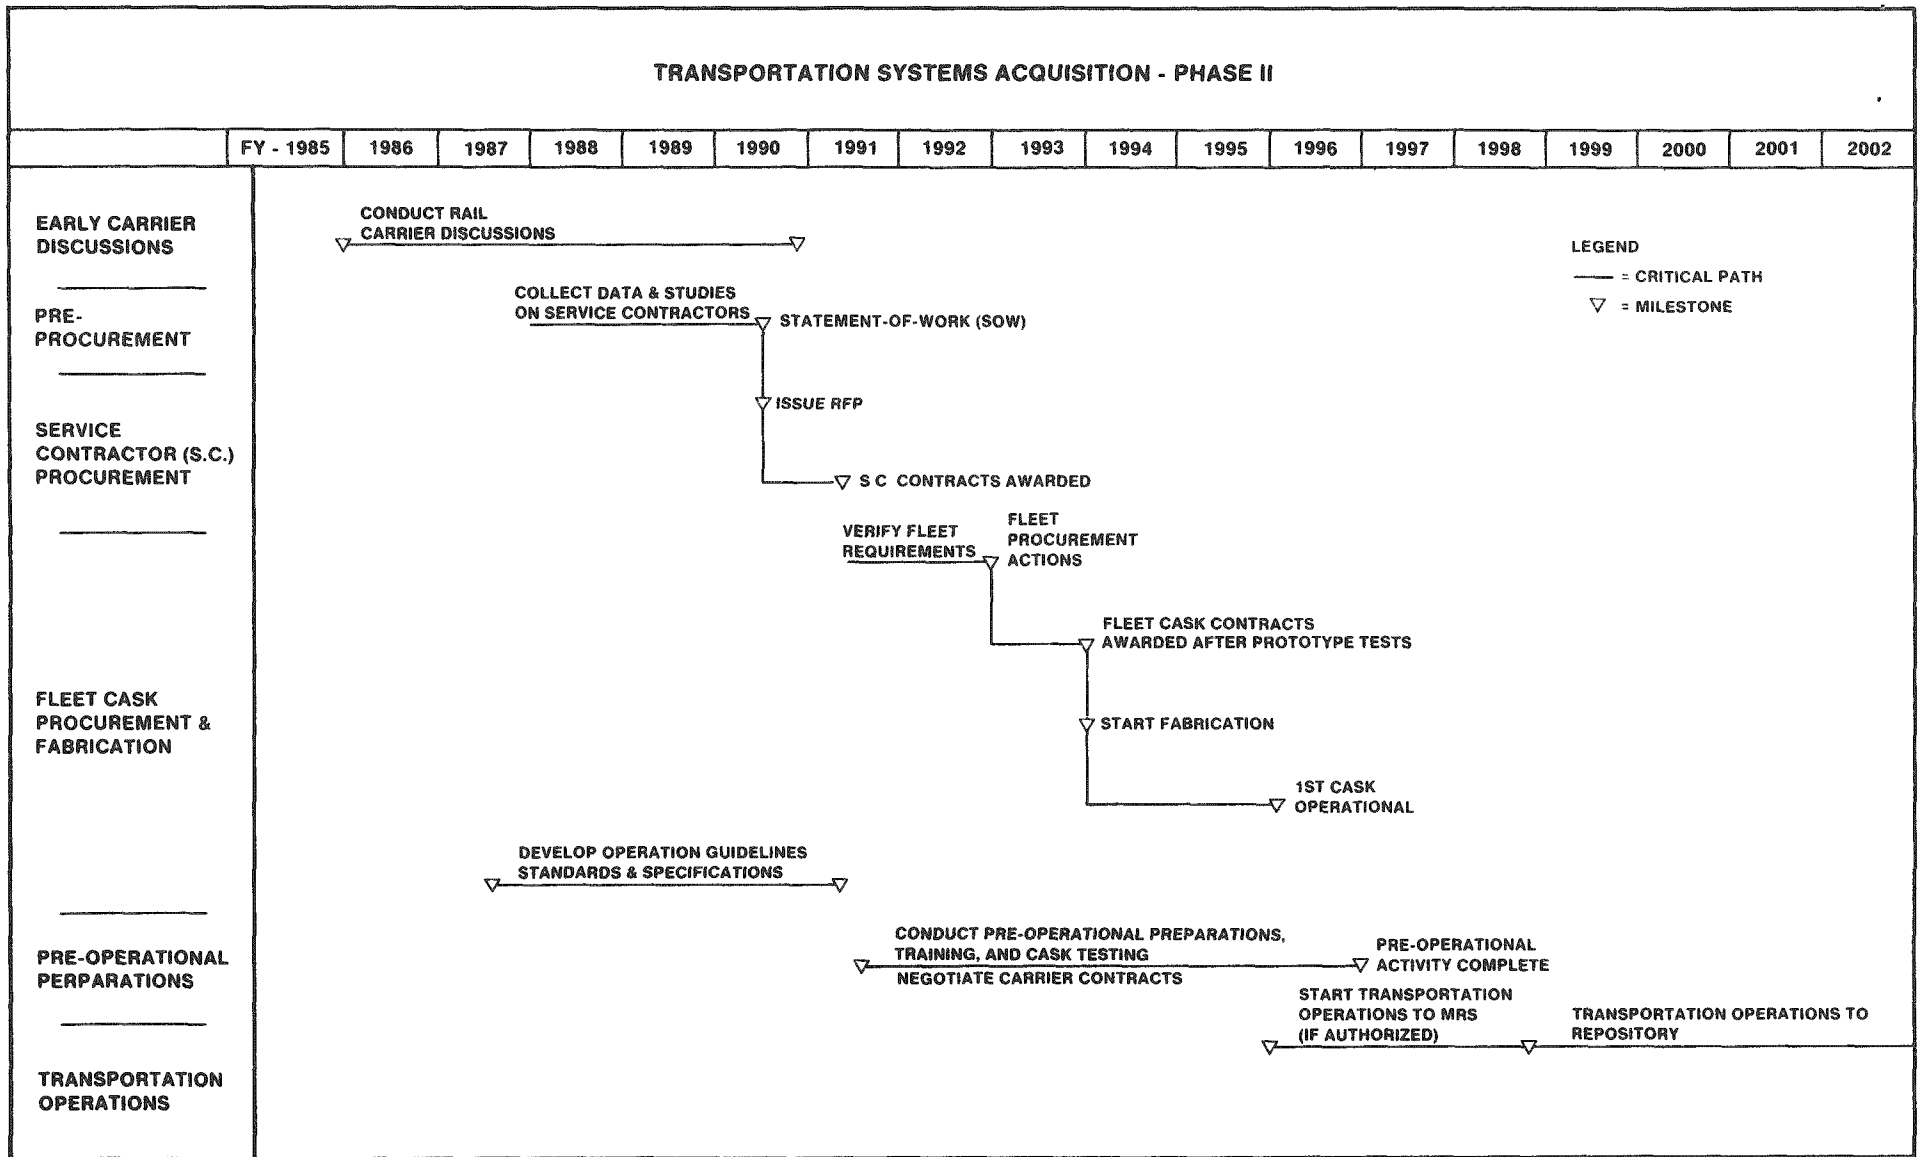 TRANSPORTATION SYSTEMS ACQUISITION - PHASE II
FY - 1985 1986 1987 1988 1989 1990 1991 1992 1993 1994 1995 1996 1997 1998 1999 2000 2001 2002
EARLY CARRIER
DISCUSSIONS
CONDUCT RAIL
CARRIER DISCUSSIONS
LEGEND
= CRITICAL PATH
= MILESTONE
PRE-
PROCUREMENT
COLLECT DATA & STUDIES
ON SERVICE CONTRACTORS
STATEMENT-OF-WORK (SOW)
SERVICE
CONTRACTOR (S.C.)
PROCUREMENT
ISSUE RFP
S C CONTRACTS AWARDED
FLEET CASK
PROCUREMENT &
FABRICATION
VERIFY FLEET
REQUIREMENTS
FLEET
PROCUREMENT
ACTIONS
FLEET CASK CONTRACTS
AWARDED AFTER PROTOTYPE TESTS
START FABRICATION
1ST CASK
OPERATIONAL
DEVELOP OPERATION GUIDELINES
STANDARDS & SPECIFICATIONS
PRE-OPERATIONAL
PERPARATIONS
CONDUCT PRE-OPERATIONAL PREPARATIONS,
TRAINING, AND CASK TESTING
NEGOTIATE CARRIER CONTRACTS
PRE-OPERATIONAL
ACTIVITY COMPLETE
TRANSPORTATION
OPERATIONS
START TRANSPORTATION
OPERATIONS TO MRS
(IF AUTHORIZED)
TRANSPORTATION OPERATIONS TO
REPOSITORY